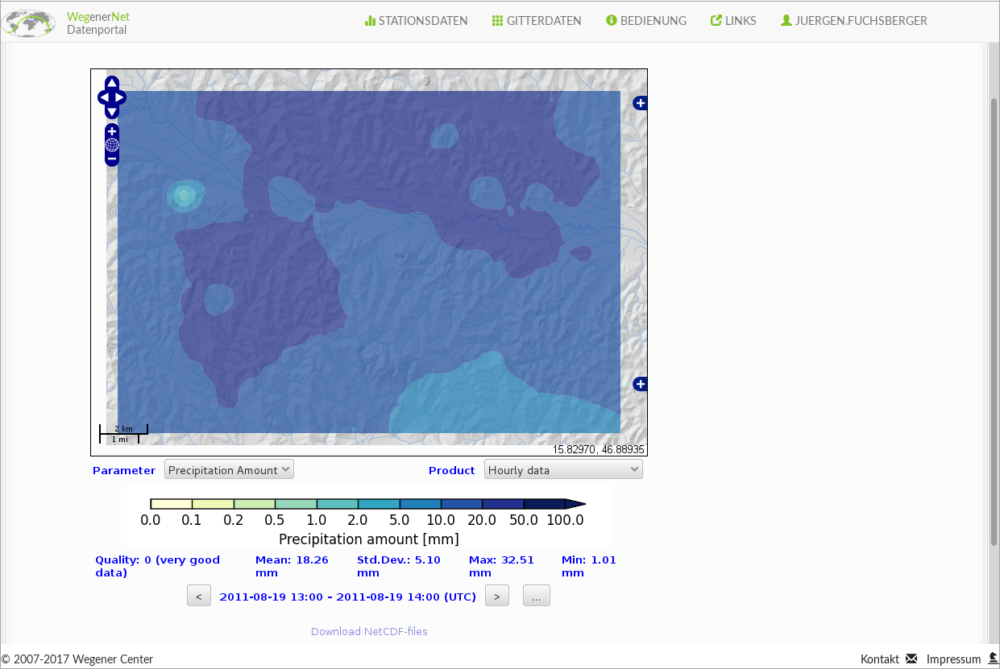 WegenerNet
Datenportal
STATIONSDATEN GITTERDATEN BEDIENUNG LINKS JUERGEN.FUCHSBERGER
2 km
1 mi
15.82970, 46.88935
Parameter Precipitation Amount Product Hourly data
0.0 0.1 0.2 0.5 1.0 2.0 5.0 10.0 20.0 50.0 100.0
Precipitation amount [mm]
Quality: 0 (very good data) Mean: 18.26 mm Std.Dev.: 5.10 mm Max: 32.51 mm Min: 1.01 mm
< 2011-08-19 13:00 - 2011-08-19 14:00 (UTC) > ...
Download NetCDF-files
© 2007-2017 Wegener Center Kontakt Impressum